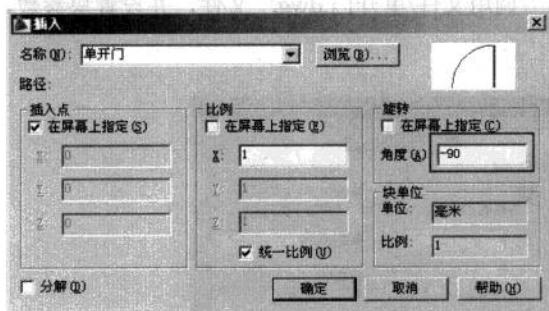 插入
名称(N): 单开门 浏览(B)...
路径:
插入点
在屏幕上指定(S)
X: 0
Y: 0
Z: 0
比例
在屏幕上指定(E)
X: 1
Y: 1
Z: 1
统一比例(U)
旋转
在屏幕上指定(C)
角度(A) -90
块单位
单位: 毫米
比例: 1
分解(D) 确定 取消 帮助(H)